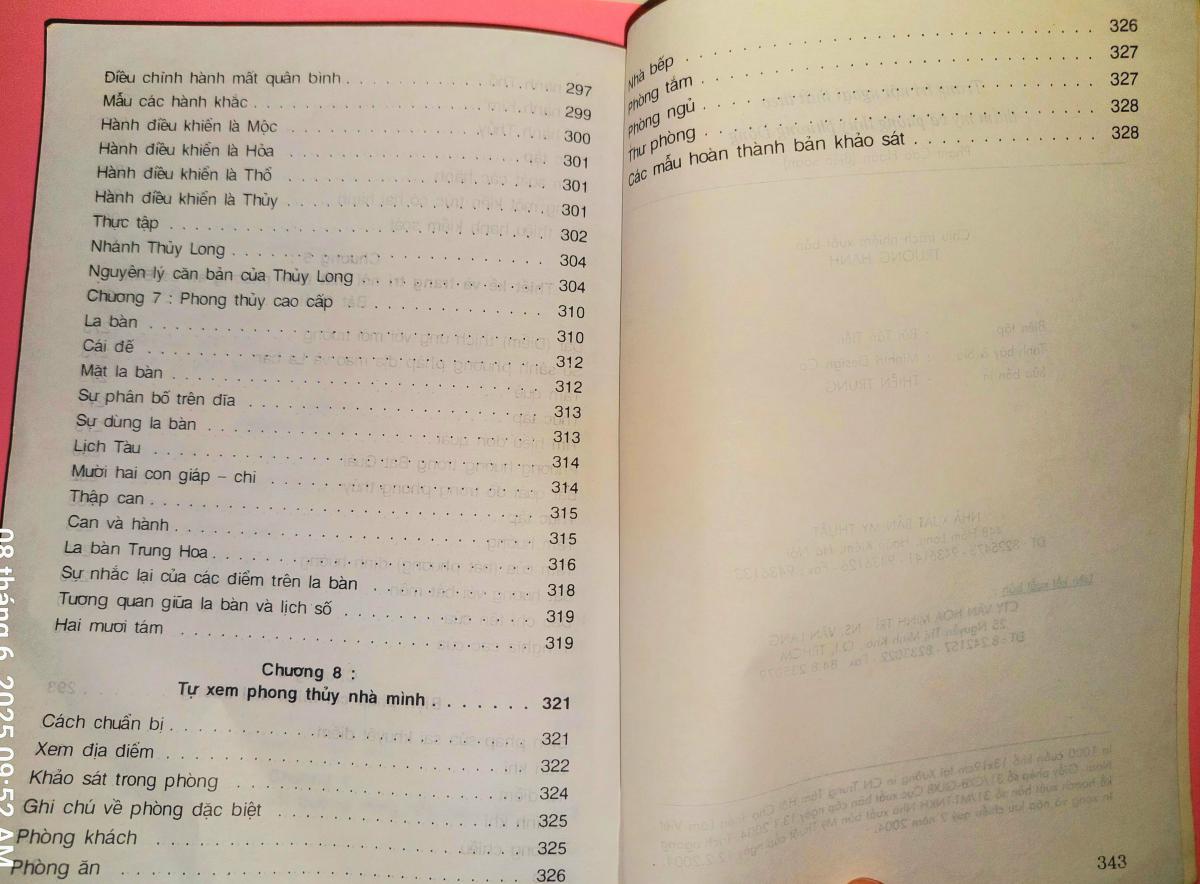 Điều chỉnh hành mất quân bình . . . . . . . . . . . . . . . . . . . 297
Mẫu các hành khắc . . . . . . . . . . . . . . . . . . . . . . . . . . . 299
Hành điều khiển là Mộc . . . . . . . . . . . . . . . . . . . . . . . 300
Hành điều khiển là Hỏa . . . . . . . . . . . . . . . . . . . . . . . 301
Hành điều khiển là Thổ . . . . . . . . . . . . . . . . . . . . . . . 301
Hành điều khiển là Thủy . . . . . . . . . . . . . . . . . . . . . . 301
Thực tập . . . . . . . . . . . . . . . . . . . . . . . . . . . . . . . . . 302
Nhánh Thủy Long . . . . . . . . . . . . . . . . . . . . . . . . . . . 304
Nguyên lý căn bản của Thủy Long . . . . . . . . . . . . . . . . 304
Chương 7 : Phong thủy cao cấp . . . . . . . . . . . . . . . . . . 310
La bàn . . . . . . . . . . . . . . . . . . . . . . . . . . . . . . . . . . 310
Cái đế . . . . . . . . . . . . . . . . . . . . . . . . . . . . . . . . . . 312
Mặt la bàn . . . . . . . . . . . . . . . . . . . . . . . . . . . . . . . 312
Sự phân bố trên dĩa . . . . . . . . . . . . . . . . . . . . . . . . . 313
Sự dùng la bàn . . . . . . . . . . . . . . . . . . . . . . . . . . . . 313
Lịch Tàu . . . . . . . . . . . . . . . . . . . . . . . . . . . . . . . . . 314
Mười hai con giáp – chi . . . . . . . . . . . . . . . . . . . . . . 314
Thập can . . . . . . . . . . . . . . . . . . . . . . . . . . . . . . . . 315
Can và hành . . . . . . . . . . . . . . . . . . . . . . . . . . . . . . 315
La bàn Trung Hoa . . . . . . . . . . . . . . . . . . . . . . . . . . 316
Sự nhắc lại của các điểm trên la bàn . . . . . . . . . . . . . . 318
Tương quan giữa la bàn và lịch số . . . . . . . . . . . . . . . . 319
Hai mươi tám . . . . . . . . . . . . . . . . . . . . . . . . . . . . . 319
Chương 8 :
Tự xem phong thủy nhà mình . . . . . . . 321
Cách chuẩn bị . . . . . . . . . . . . . . . . . . . . . . . . . . . . . 321
Xem địa điểm . . . . . . . . . . . . . . . . . . . . . . . . . . . . . 322
Khảo sát trong phòng . . . . . . . . . . . . . . . . . . . . . . . . 324
Ghi chú về phòng đặc biệt . . . . . . . . . . . . . . . . . . . . . 325
Phòng khách . . . . . . . . . . . . . . . . . . . . . . . . . . . . . . 325
Phòng ăn . . . . . . . . . . . . . . . . . . . . . . . . . . . . . . . . 326
Nhà bếp . . . . . . . . . . . . . . . . . . . . . . . . . . . . . . . . . 326
Phòng tắm . . . . . . . . . . . . . . . . . . . . . . . . . . . . . . . 327
Phòng ngủ . . . . . . . . . . . . . . . . . . . . . . . . . . . . . . . 327
Thư phòng . . . . . . . . . . . . . . . . . . . . . . . . . . . . . . . 328
Các mẫu hoàn thành bản khảo sát . . . . . . . . . . . . . . . . 328
343
08 tháng 6, 2025 09:52 AM